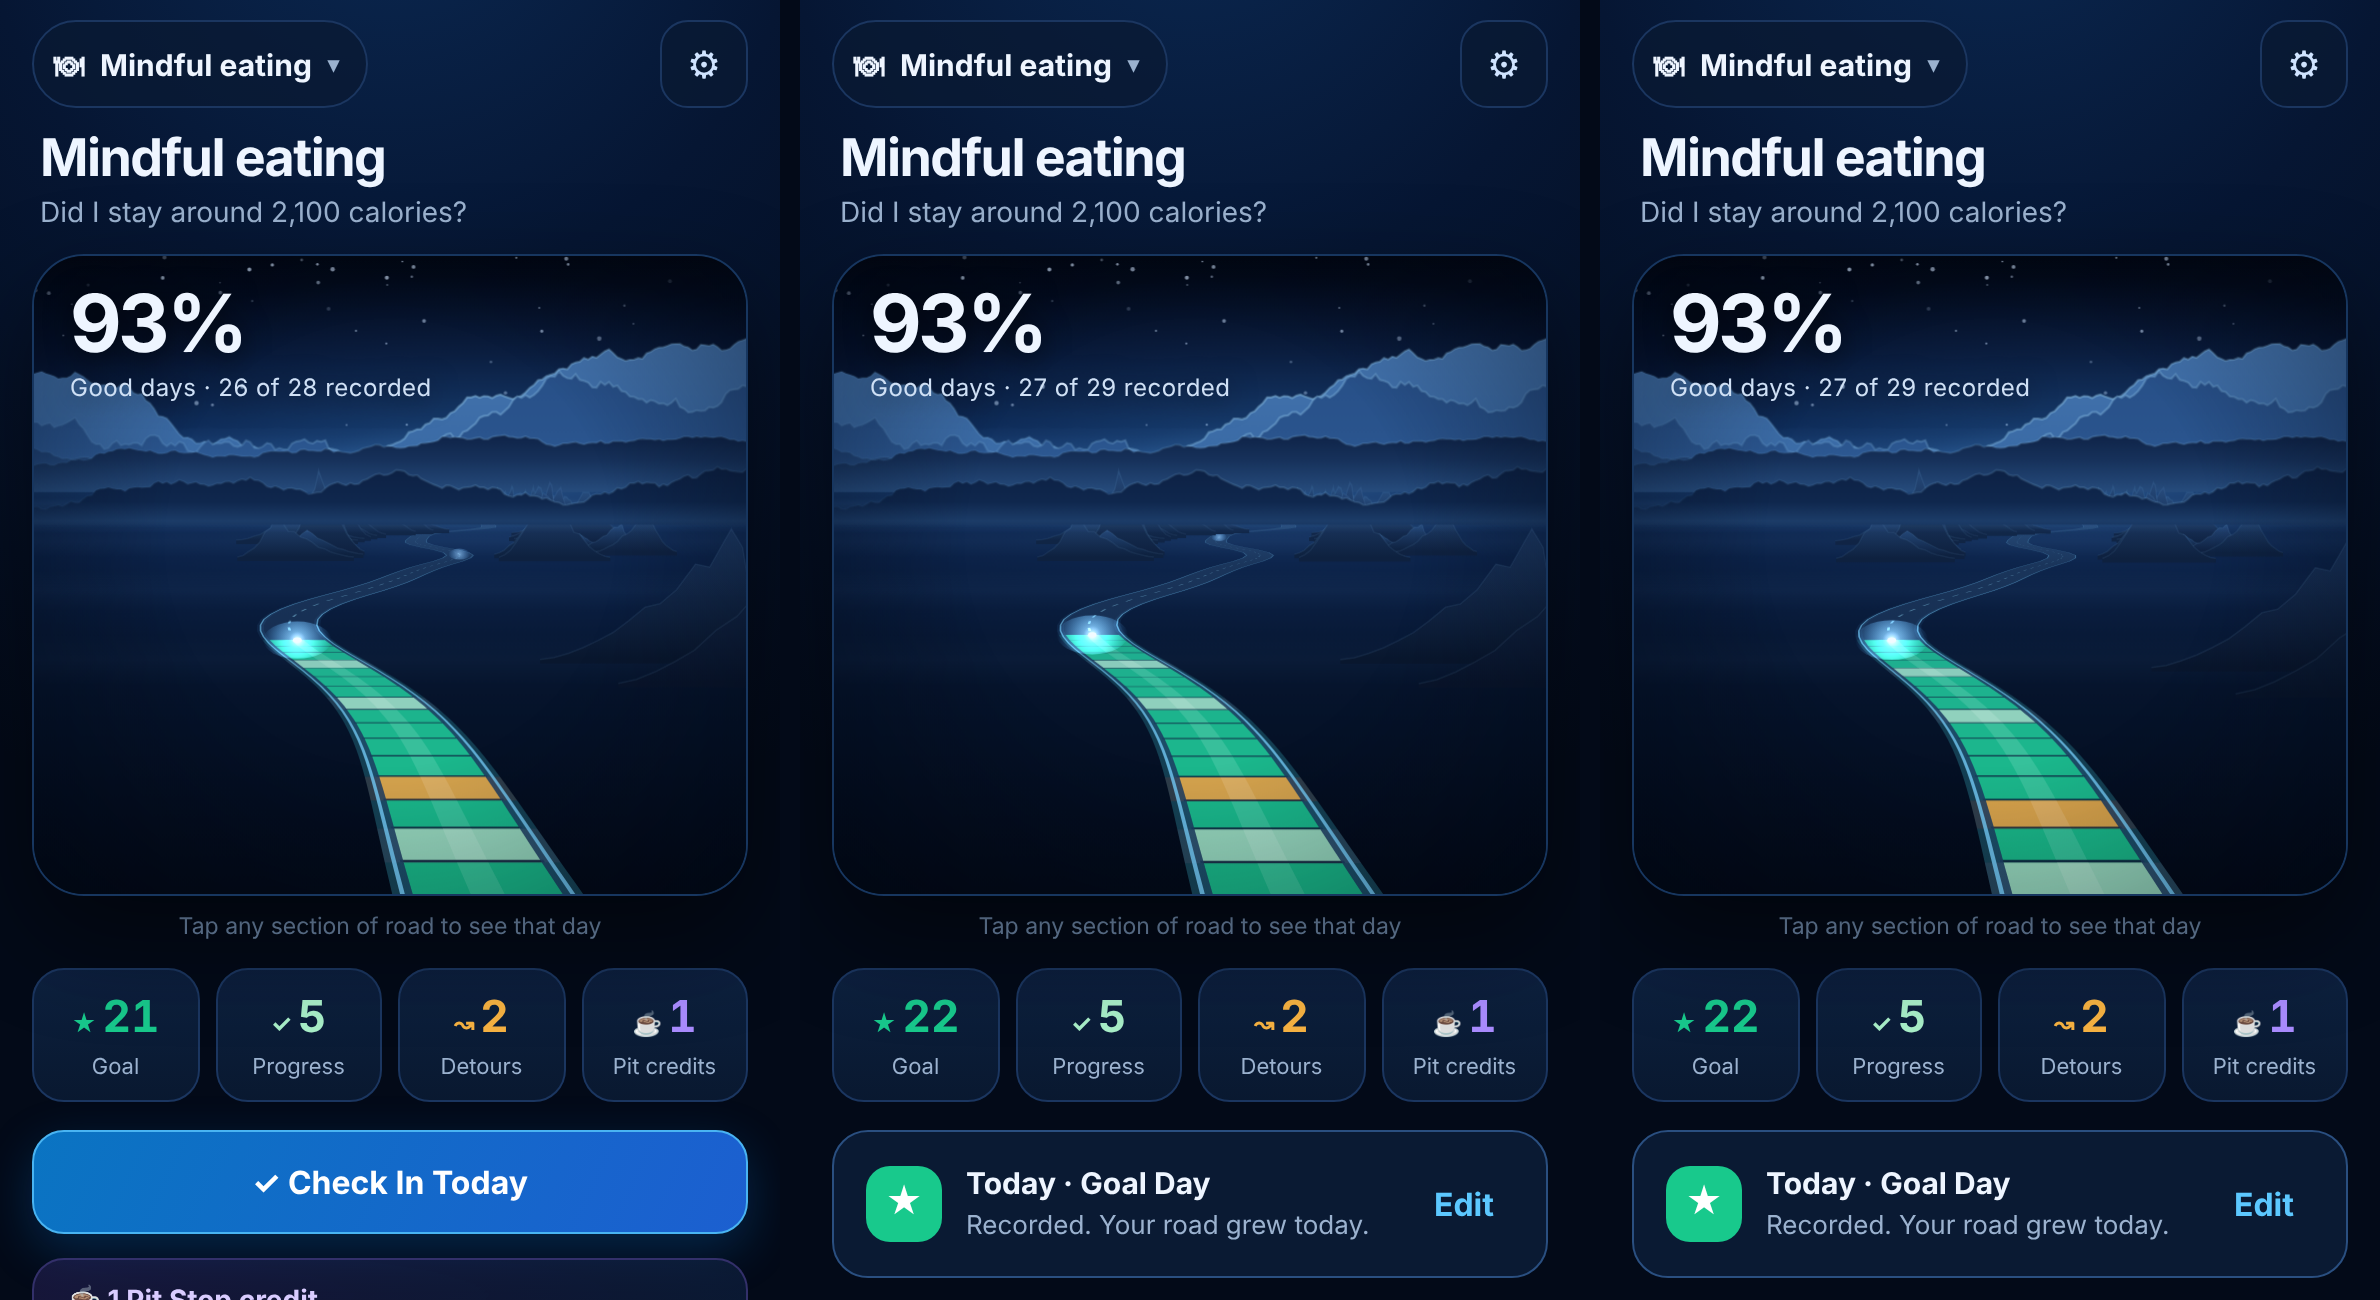 Mindful eating ▾
Mindful eating
Did I stay around 2,100 calories?
93%
Good days · 26 of 28 recorded
Tap any section of road to see that day
★ 21
Goal
✓ 5
Progress
↝ 2
Detours
☕ 1
Pit credits
✓ Check In Today
☕ 1 Pit Stop credit
Mindful eating ▾
Mindful eating
Did I stay around 2,100 calories?
93%
Good days · 27 of 29 recorded
Tap any section of road to see that day
★ 22
Goal
✓ 5
Progress
↝ 2
Detours
☕ 1
Pit credits
★ Today · Goal Day
Recorded. Your road grew today.
Edit
Mindful eating ▾
Mindful eating
Did I stay around 2,100 calories?
93%
Good days · 27 of 29 recorded
Tap any section of road to see that day
★ 22
Goal
✓ 5
Progress
↝ 2
Detours
☕ 1
Pit credits
★ Today · Goal Day
Recorded. Your road grew today.
Edit